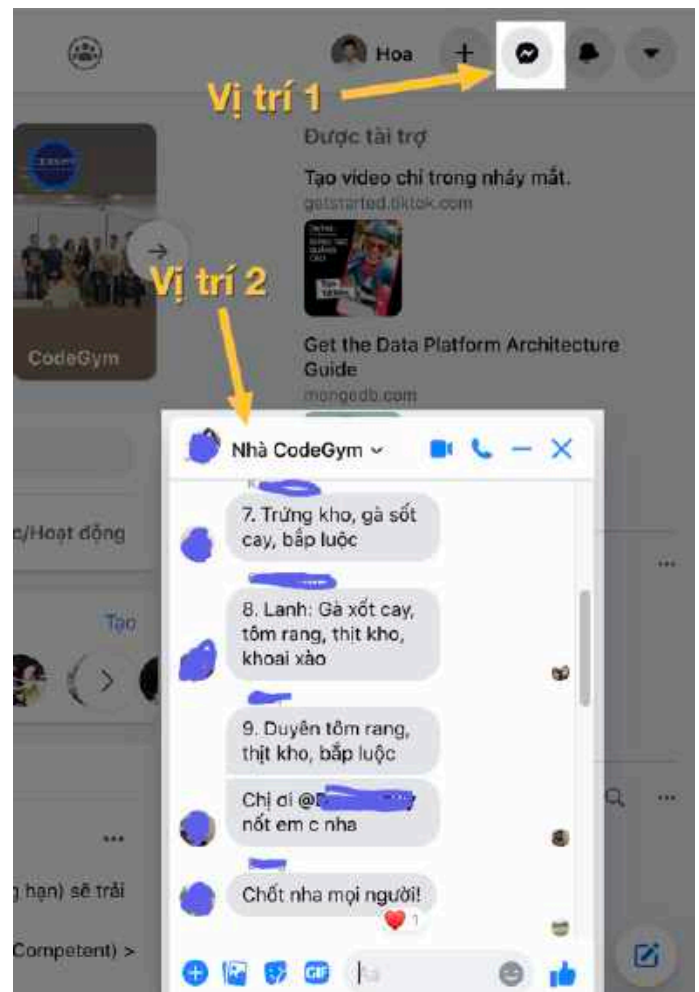 Hoa
Vị trí 1
Được tài trợ
Tạo video chỉ trong nháy mắt.
getstarted.tiktok.com
Vị trí 2
CodeGym
Get the Data Platform Architecture
Guide
mongodb.com
Nhà CodeGym
7. Trứng kho, gà sốt
cay, bắp luộc
c/Hoạt động
8. Lanh: Gà xốt cay,
tôm rang, thịt kho,
khoai xào
Tạo
9. Duyên tôm rang,
thịt kho, bắp luộc
Chị ơi @
nốt em c nha
Chốt nha mọi người!
1
g hạn) sẽ trải
Competent) >
GIF
Aa